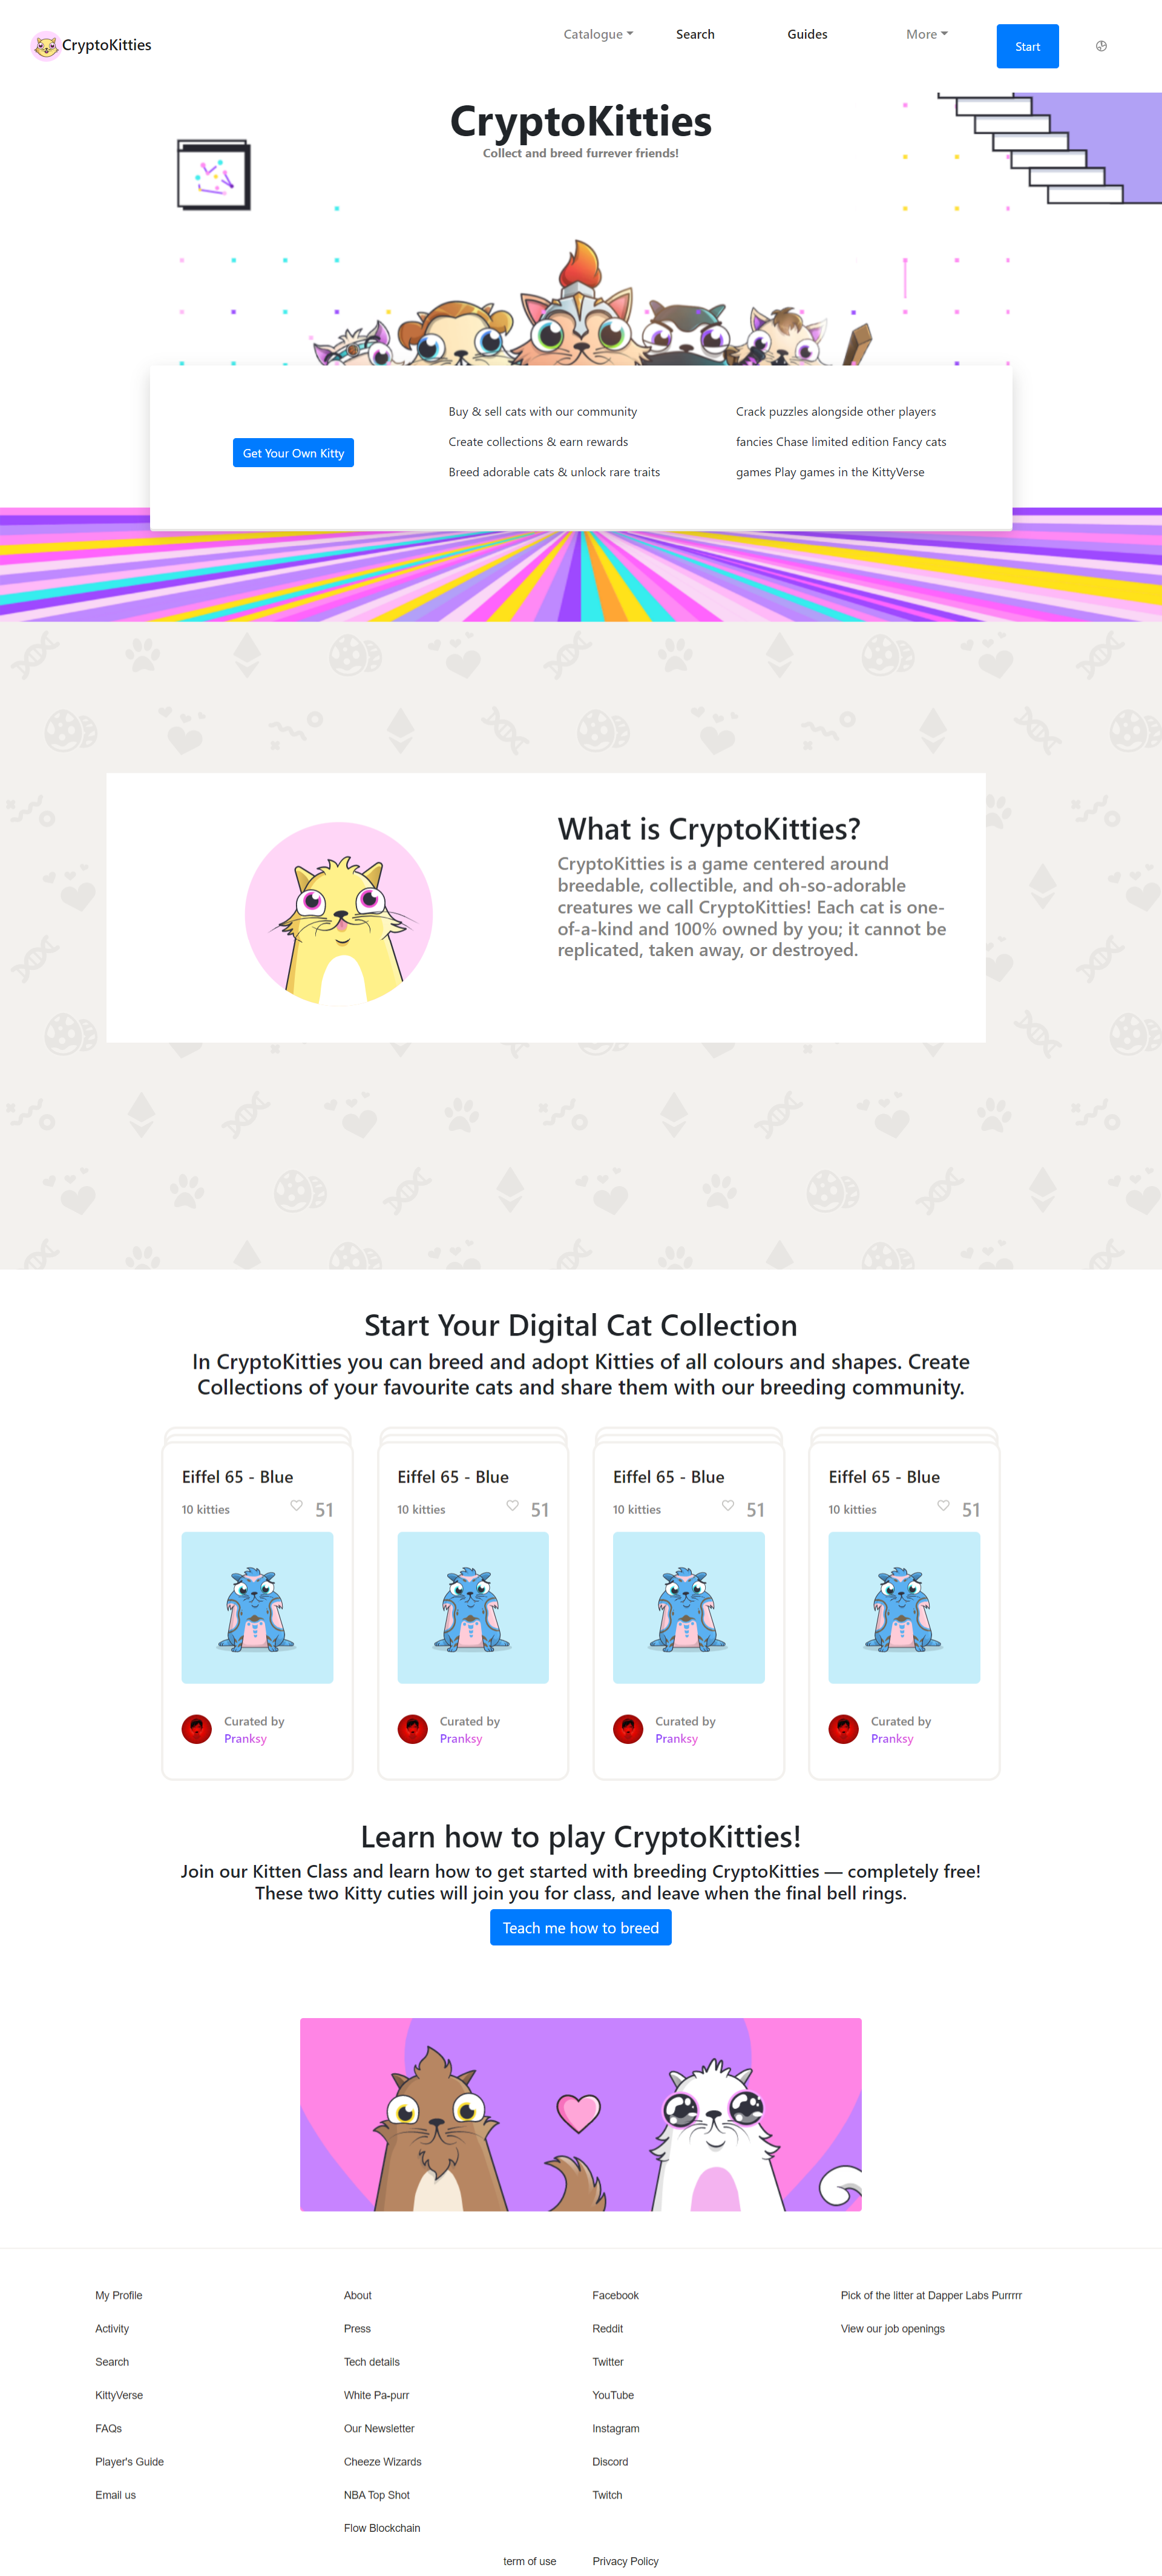 CryptoKitties
Catalogue
Search
Guides
More
Start
CryptoKitties
Collect and breed furrever friends!
Get Your Own Kitty
Buy & sell cats with our community
Create collections & earn rewards
Breed adorable cats & unlock rare traits
Crack puzzles alongside other players
fancies Chase limited edition Fancy cats
games Play games in the KittyVerse
What is CryptoKitties?
CryptoKitties is a game centered around
breedable, collectible, and oh-so-adorable
creatures we call CryptoKitties! Each cat is one-
of-a-kind and 100% owned by you; it cannot be
replicated, taken away, or destroyed.
Start Your Digital Cat Collection
In CryptoKitties you can breed and adopt Kitties of all colours and shapes. Create
Collections of your favourite cats and share them with our breeding community.
Eiffel 65 - Blue
10 kitties 51
Curated by
Pranksy
Eiffel 65 - Blue
10 kitties 51
Curated by
Pranksy
Eiffel 65 - Blue
10 kitties 51
Curated by
Pranksy
Eiffel 65 - Blue
10 kitties 51
Curated by
Pranksy
Learn how to play CryptoKitties!
Join our Kitten Class and learn how to get started with breeding CryptoKitties — completely free!
These two Kitty cuties will join you for class, and leave when the final bell rings.
Teach me how to breed
My Profile
Activity
Search
KittyVerse
FAQs
Player's Guide
Email us
About
Press
Tech details
White Pa-purr
Our Newsletter
Cheeze Wizards
NBA Top Shot
Flow Blockchain
Facebook
Reddit
Twitter
YouTube
Instagram
Discord
Twitch
Pick of the litter at Dapper Labs Purrrrr
View our job openings
term of use
Privacy Policy